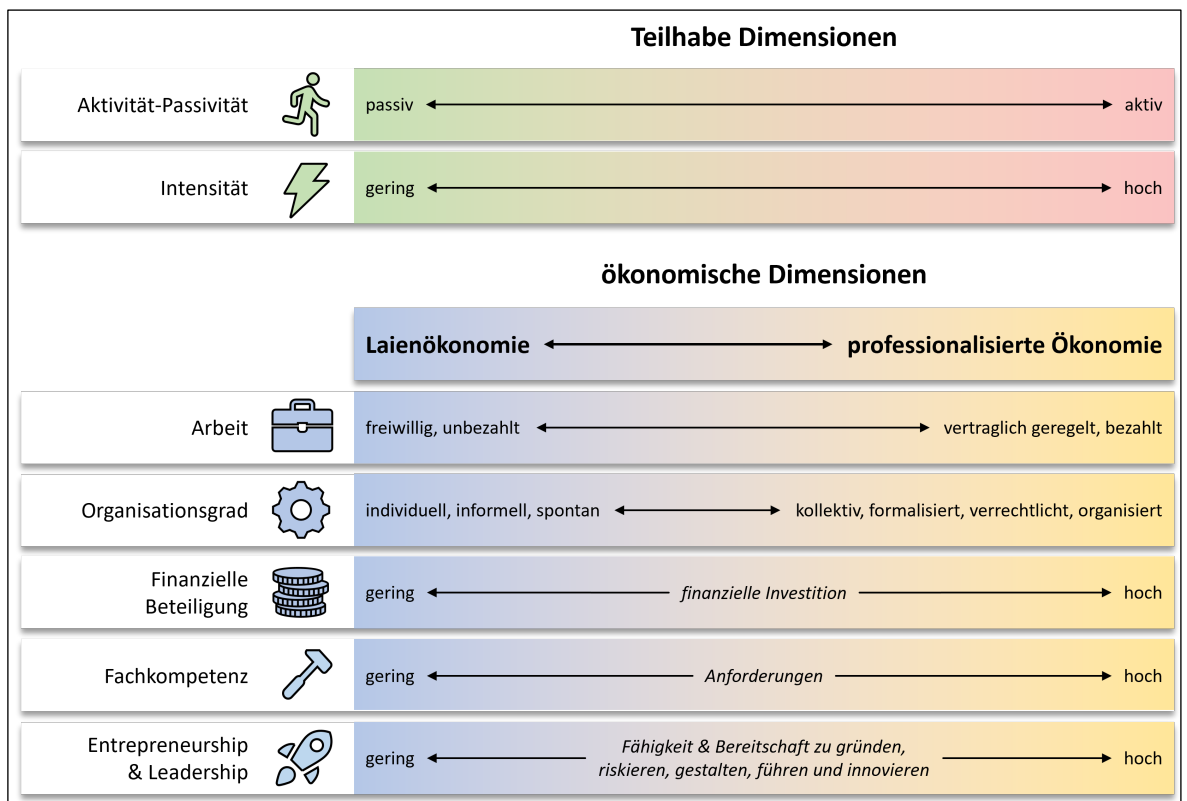 Teilhabe Dimensionen
Aktivität-Passivität passiv aktiv
Intensität gering hoch
ökonomische Dimensionen
Laienökonomie professionalisierte Ökonomie
Arbeit freiwillig, unbezahlt vertraglich geregelt, bezahlt
Organisationsgrad individuell, informell, spontan kollektiv, formalisiert, verrechtlicht, organisiert
Finanzielle
Beteiligung
gering finanzielle Investition hoch
Fachkompetenz gering Anforderungen hoch
Entrepreneurship
& Leadership
gering
Fähigkeit & Bereitschaft zu gründen,
riskieren, gestalten, führen und innovieren
hoch